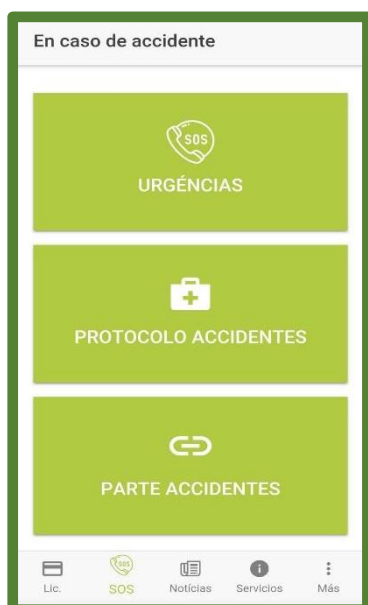 En caso de accidente
SOS
URGÉNCIAS
PROTOCOLO ACCIDENTES
PARTE ACCIDENTES
SOS
Lic. SOS Notícias Servicios Más